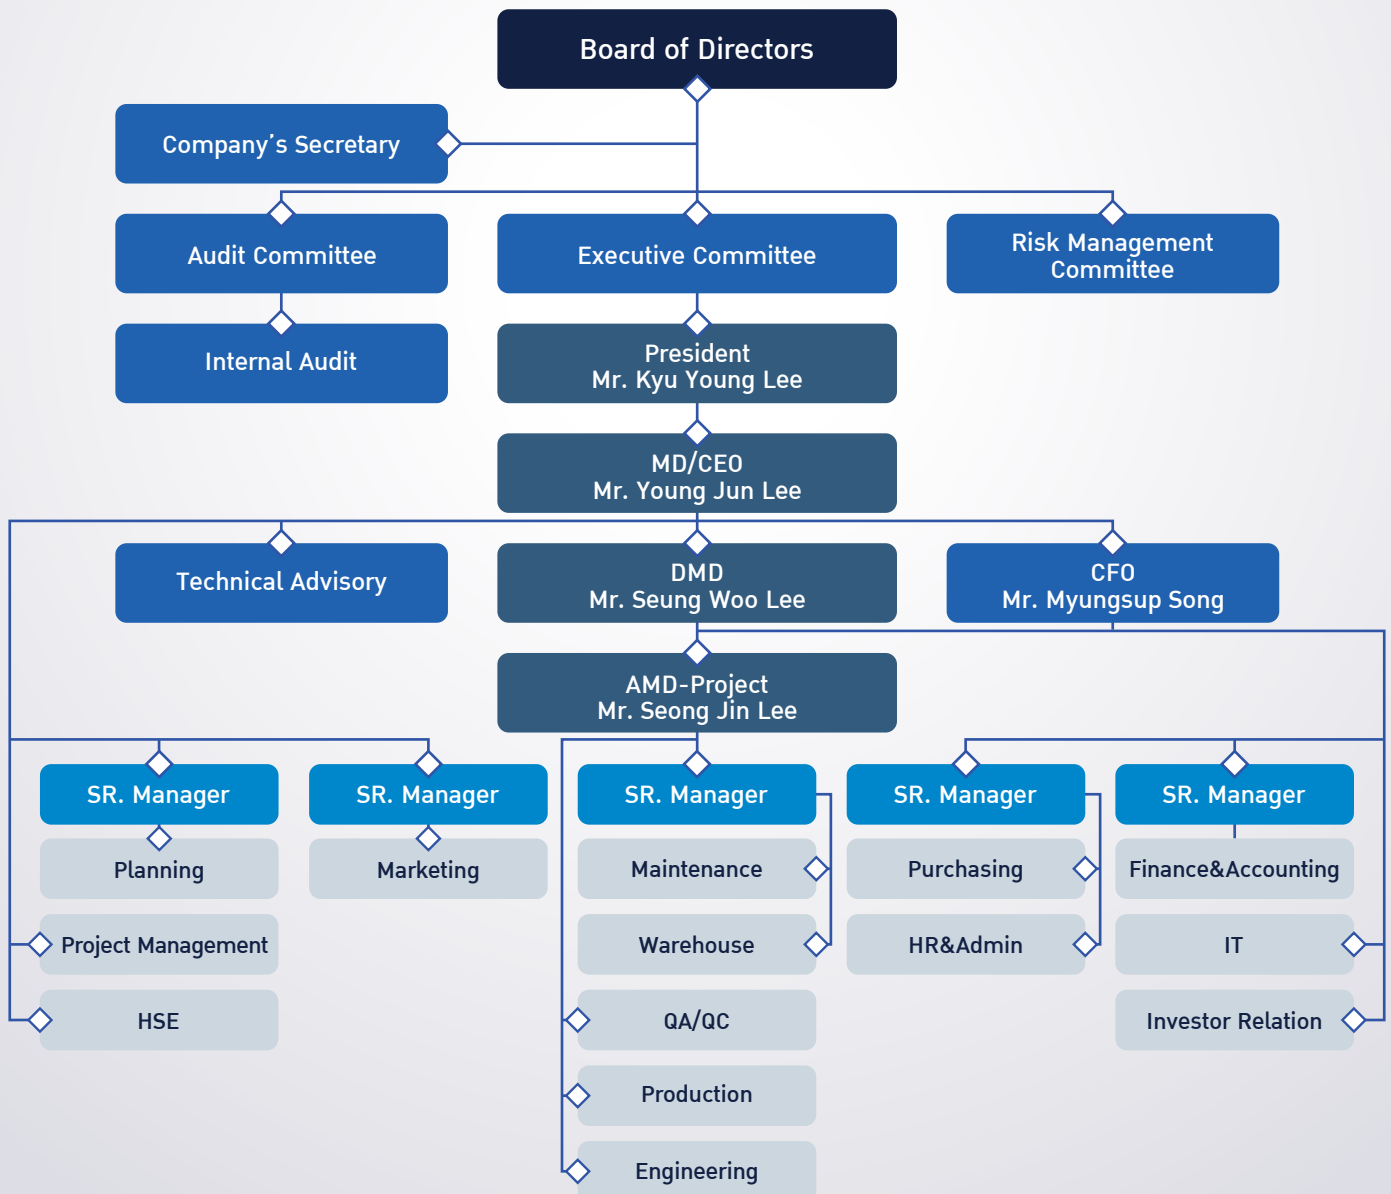 Board of Directors
Company’s Secretary
Audit Committee
Executive Committee
Risk Management
Committee
Internal Audit
President
Mr. Kyu Young Lee
MD/CEO
Mr. Young Jun Lee
Technical Advisory
DMD
Mr. Seung Woo Lee
CFO
Mr. Myungsup Song
AMD-Project
Mr. Seong Jin Lee
SR. Manager
SR. Manager
SR. Manager
SR. Manager
SR. Manager
Planning
Marketing
Maintenance
Purchasing
Finance&Accounting
Project Management
Warehouse
HR&Admin
IT
HSE
QA/QC
Investor Relation
Production
Engineering